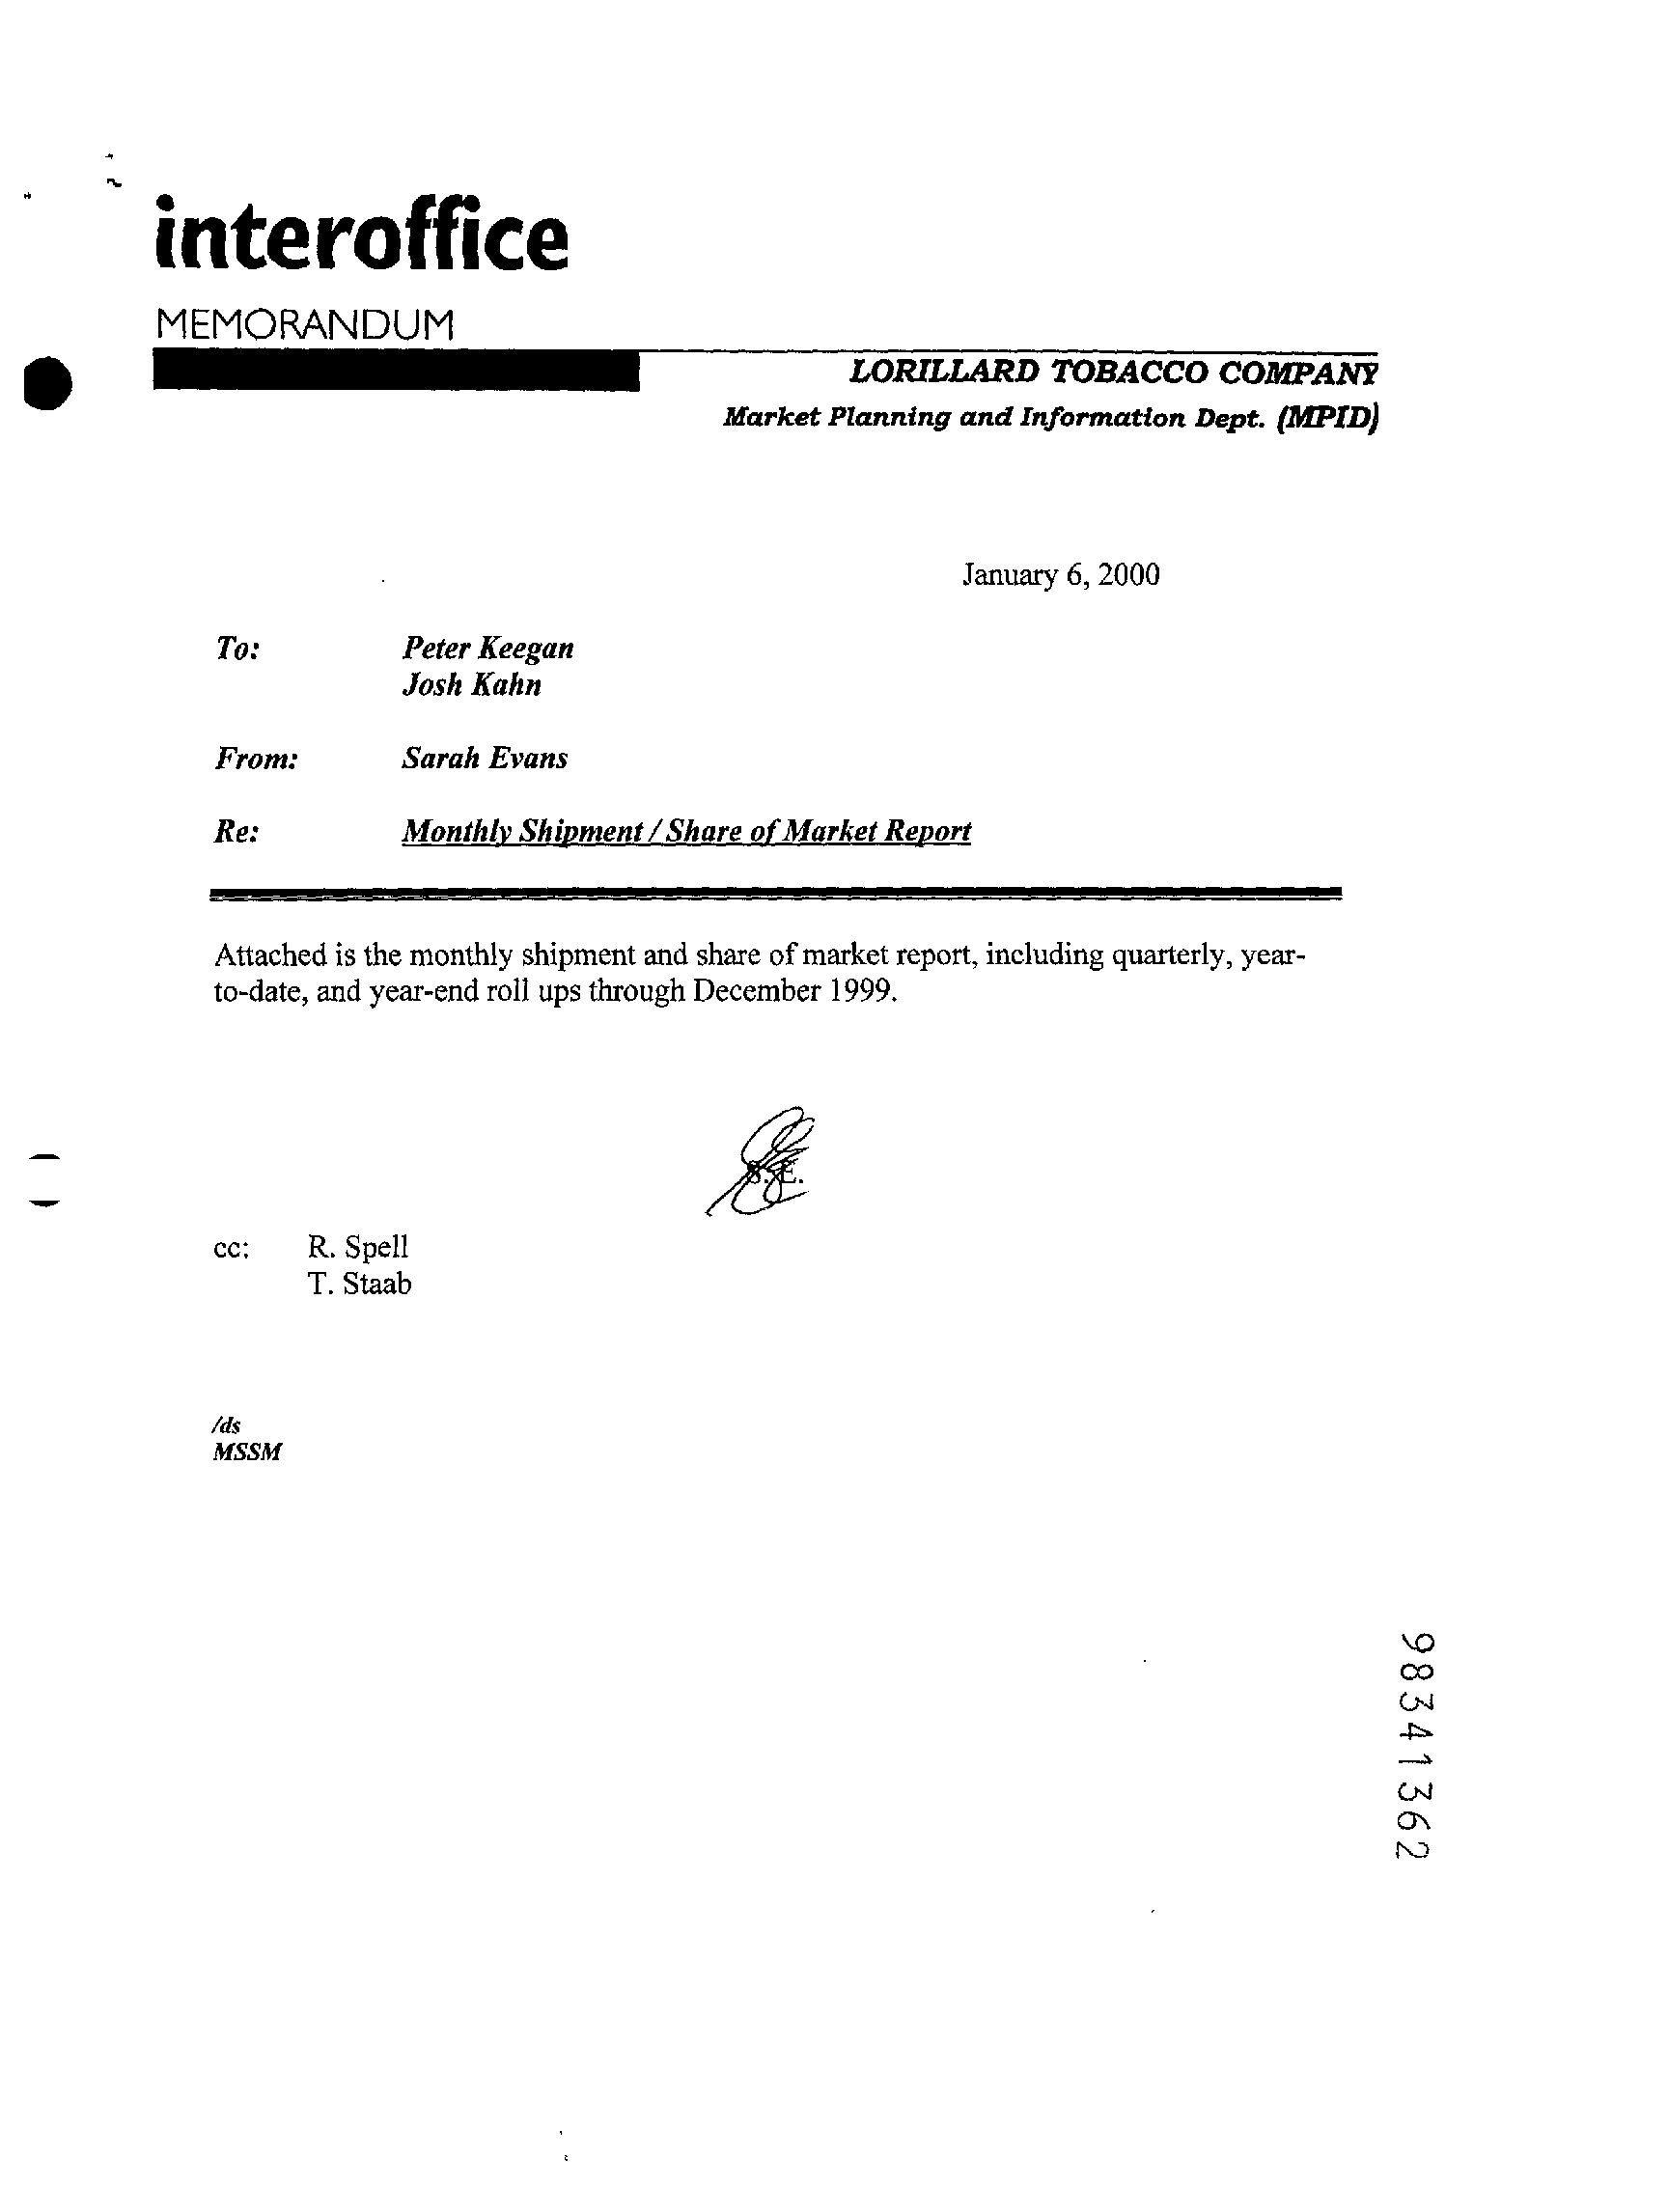 interoffice
MEMORANDUM
LORILLARD TOBACCO COMPANY
Market Planning and Information Dept. (MPID)
January 6, 2000
To: Peter Keegan
Josh Kahn
From: Sarah Evans
Re: Monthly Shipment / Share of Market Report
Attached is the monthly shipment and share of market report, including quarterly, year-
to-date, and year-end roll ups through December 1999.
S. E.
cc: R. Spell
T. Staab
/ds
MSSM
98341362